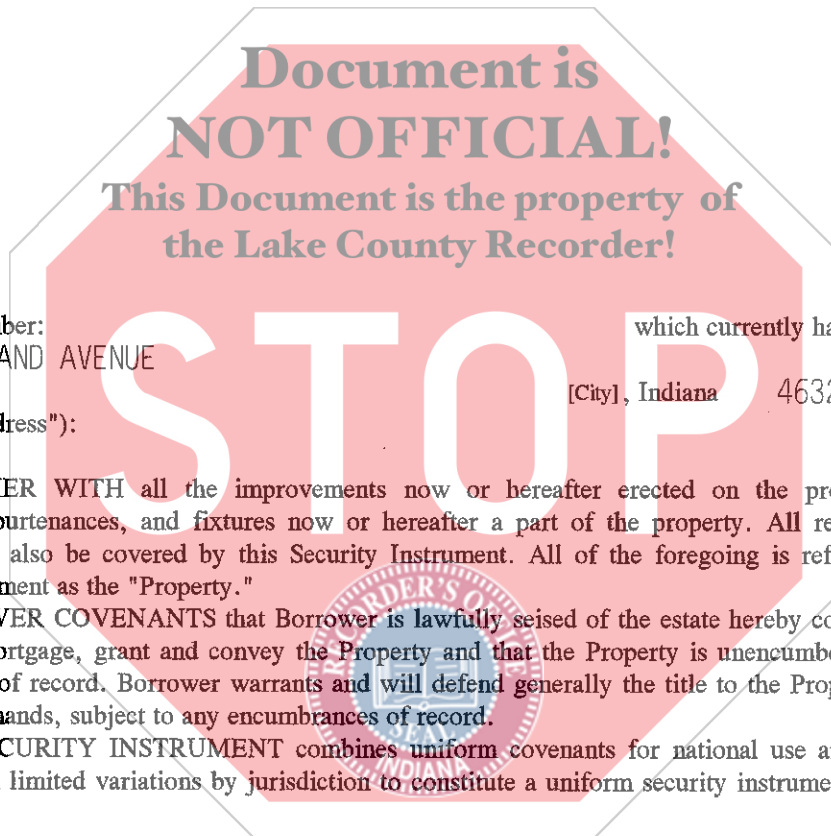 Document is
NOT OFFICIAL!
This Document is the property of
the Lake County Recorder!
STOP
ber: which currently ha
AND AVENUE
[City], Indiana 4632
dress"):
ER WITH all the improvements now or hereafter erected on the pro
purtenances, and fixtures now or hereafter a part of the property. All re
also be covered by this Security Instrument. All of the foregoing is ref
ment as the "Property."
VER COVENANTS that Borrower is lawfully seised of the estate hereby co
ortgage, grant and convey the Property and that the Property is unencumbe
of record. Borrower warrants and will defend generally the title to the Prop
ands, subject to any encumbrances of record.
CURITY INSTRUMENT combines uniform covenants for national use a
limited variations by jurisdiction to constitute a uniform security instrume
RECORDER'S OFFICE
SEAL
INDIANA